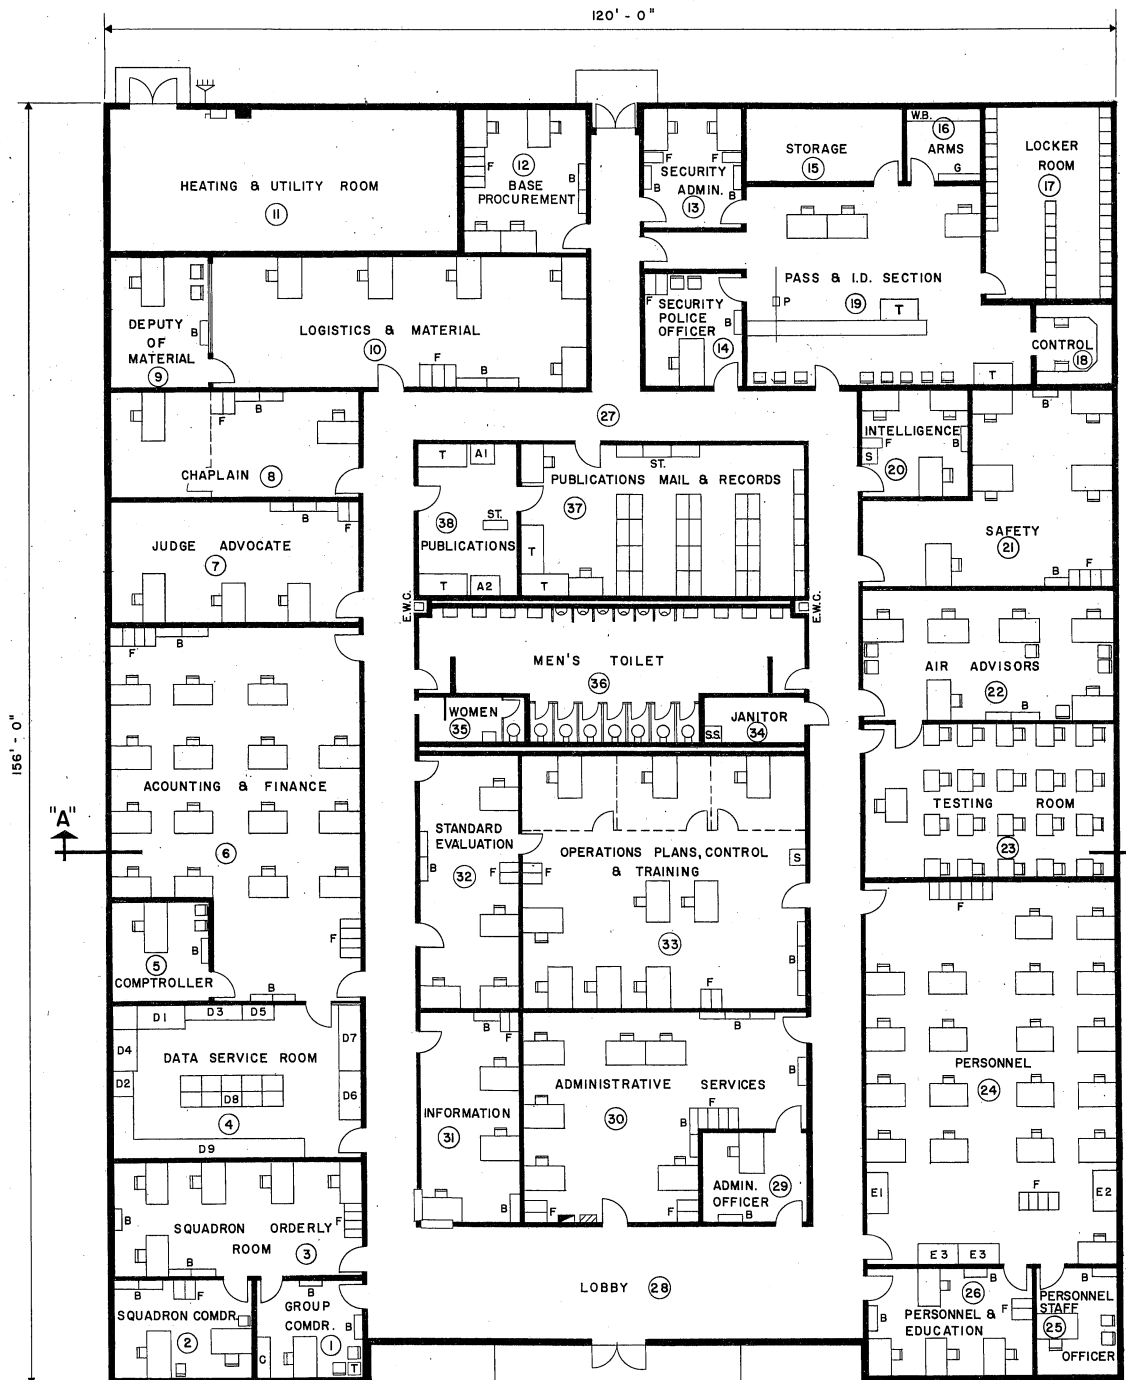 120' - 0"
156' - 0"
"A"
HEATING & UTILITY ROOM
11
12
BASE
PROCUREMENT
F
B
SECURITY
ADMIN.
13
F
F
B
B
STORAGE
15
W.B.
16
ARMS
G
LOCKER
ROOM
17
DEPUTY
OF
MATERIAL
9
B
LOGISTICS & MATERIAL
10
F
B
SECURITY
POLICE
OFFICER
14
F
B
PASS & I.D. SECTION
19
P
T
T
CONTROL
18
CHAPLAIN
8
F
B
27
INTELLIGENCE
F
B
S
20
B
SAFETY
21
B
F
JUDGE ADVOCATE
7
B
F
T
A1
38
ST.
PUBLICATIONS
T
A2
ST.
PUBLICATIONS MAIL & RECORDS
37
T
T
E.W.C.
E.W.C.
MEN'S TOILET
36
WOMEN
35
JANITOR
34
S.S.
AIR ADVISORS
22
B
TESTING ROOM
23
F
B
ACOUNTING & FINANCE
6
F
B
5
COMPTROLLER
B
STANDARD
EVALUATION
32
B
F
F
OPERATIONS PLANS, CONTROL
& TRAINING
33
S
B
F
D1
D3
D5
D4
D2
D7
D6
DATA SERVICE ROOM
D8
4
D9
B
F
INFORMATION
31
B
B
B
ADMINISTRATIVE SERVICES
30
F
B
F
F
ADMIN.
OFFICER
29
B
F
PERSONNEL
24
E1
E2
F
E3
E3
SQUADRON ORDERLY
ROOM
3
B
F
B
LOBBY
28
B
F
SQUADRON COMDR.
2
B
GROUP
COMDR.
1
B
C
T
26
B
F
B
PERSONNEL &
EDUCATION
B
PERSONNEL
STAFF
25
OFFICER